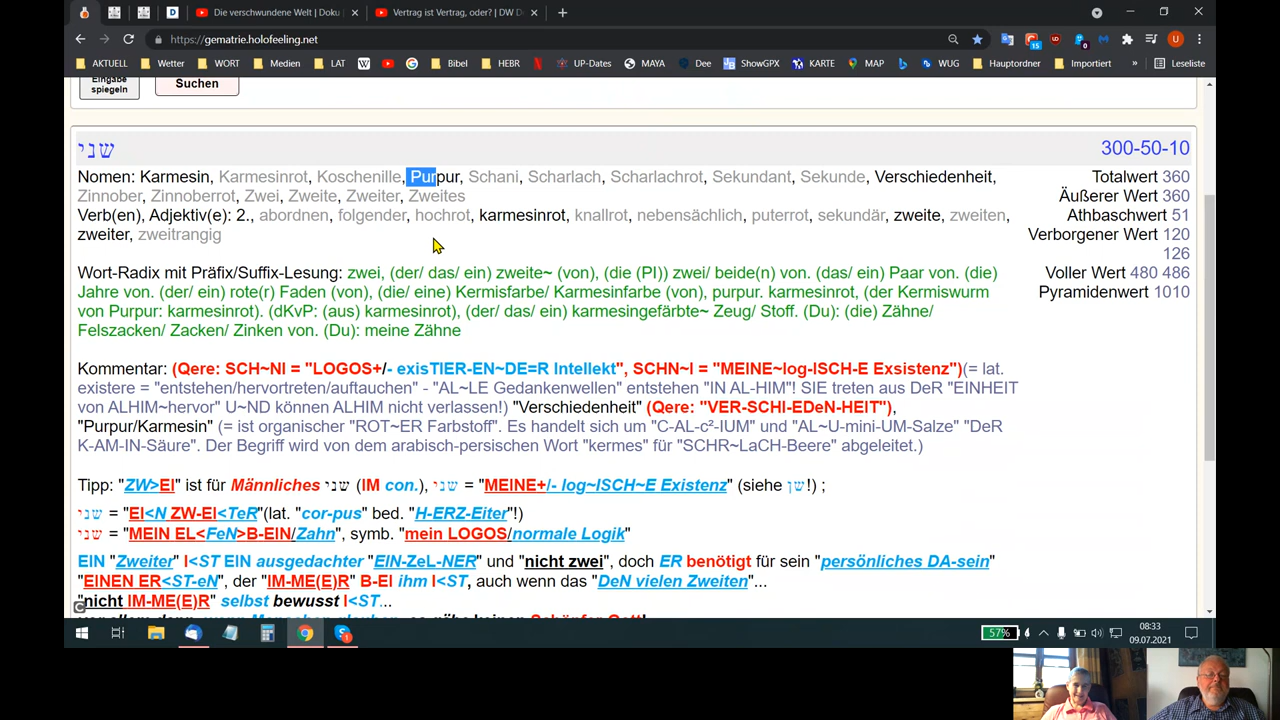 Die verschwundene Welt | Doku
Vertrag ist Vertrag, oder? | DW D
https://gematrie.holofeeling.net
15
0
U
AKTUELL Wetter WORT Medien LAT Bibel HEBR UP-Dates MAYA Dee ShowGPX KARTE MAP WUG Hauptordner Importiert » Leseliste
Eingabe
spiegeln
Suchen
שני 300-50-10
Nomen: Karmesin, Karmesinrot, Koschenille, Purpur, Schani, Scharlach, Scharlachrot, Sekundant, Sekunde, Verschiedenheit, Totalwert 360
Zinnober, Zinnoberrot, Zwei, Zweite, Zweiter, Zweites Äußerer Wert 360
Verb(en), Adjektiv(e): 2., abordnen, folgender, hochrot, karmesinrot, knallrot, nebensächlich, puterrot, sekundär, zweite, zweiten, Athbaschwert 51
zweiter, zweitrangig Verborgener Wert 120
126
Wort-Radix mit Präfix/Suffix-Lesung: zwei, (der/ das/ ein) zweite~ (von), (die (Pl)) zwei/ beide(n) von. (das/ ein) Paar von. (die) Voller Wert 480 486
Jahre von. (der/ ein) rote(r) Faden (von), (die/ eine) Kermisfarbe/ Karmesinfarbe (von), purpur. karmesinrot, (der Kermiswurm Pyramidenwert 1010
von Purpur: karmesinrot). (dKvP: (aus) karmesinrot), (der/ das/ ein) karmesingefärbte~ Zeug/ Stoff. (Du): (die) Zähne/
Felszacken/ Zacken/ Zinken von. (Du): meine Zähne
Kommentar: (Qere: SCH~NI = "LOGOS+/- exisTIER-EN~DE=R Intellekt", SCHN~I = "MEINE~log-ISCH-E Exsistenz")(= lat.
existere = "entstehen/hervortreten/auftauchen" - "AL~LE Gedankenwellen" entstehen "IN AL-HIM"! SIE treten aus DeR "EINHEIT
von ALHIM~hervor" U~ND können ALHIM nicht verlassen!) "Verschiedenheit" (Qere: "VER-SCHI-EDeN-HEIT"),
"Purpur/Karmesin" (= ist organischer "ROT~ER Farbstoff". Es handelt sich um "C-AL-c²-IUM" und "AL~U-mini-UM-Salze" "DeR
K-AM-IN-Säure". Der Begriff wird von dem arabisch-persischen Wort "kermes" für "SCHR~LaCH-Beere" abgeleitet.)
Tipp: "ZW>EI" ist für Männliches שני (IM con.), שני = "MEINE+/- log~ISCH~E Existenz" (siehe שן!) ;
שני = "EI<N ZW-EI<TeR"(lat. "cor-pus" bed. "H-ERZ-Eiter"!)
שני = "MEIN EL<FeN>B-EIN/Zahn", symb. "mein LOGOS/normale Logik"
EIN "Zweiter" I<ST EIN ausgedachter "EIN-ZeL-NER" und "nicht zwei", doch ER benötigt für sein "persönliches DA-sein"
"EINEN ER<ST-eN", der "IM-ME(E)R" B-EI ihm I<ST, auch wenn das "DeN vielen Zweiten"...
"nicht IM-ME(E)R" selbst bewusst I<ST...
57%
08:33
09.07.2021